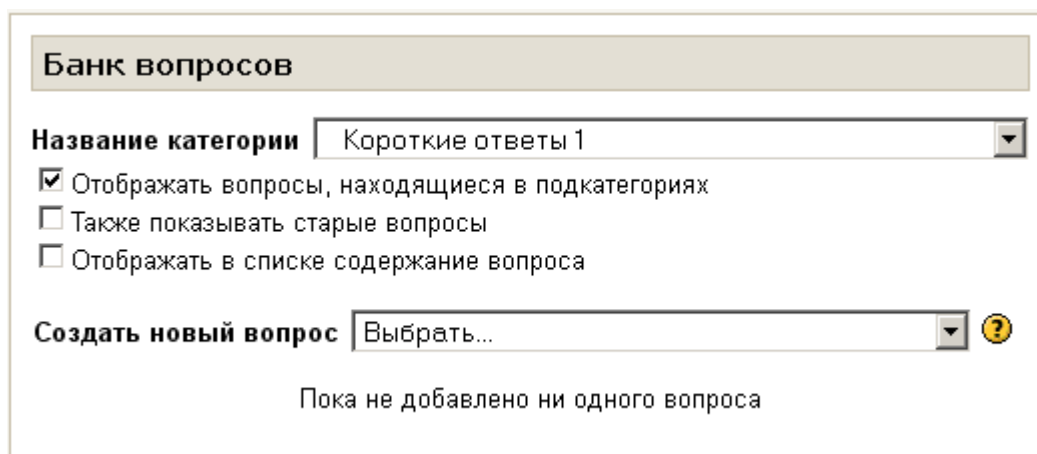 Банк вопросов
Название категории Короткие ответы 1
Отображать вопросы, находящиеся в подкатегориях
Также показывать старые вопросы
Отображать в списке содержание вопроса
Создать новый вопрос Выбрать... ?
Пока не добавлено ни одного вопроса